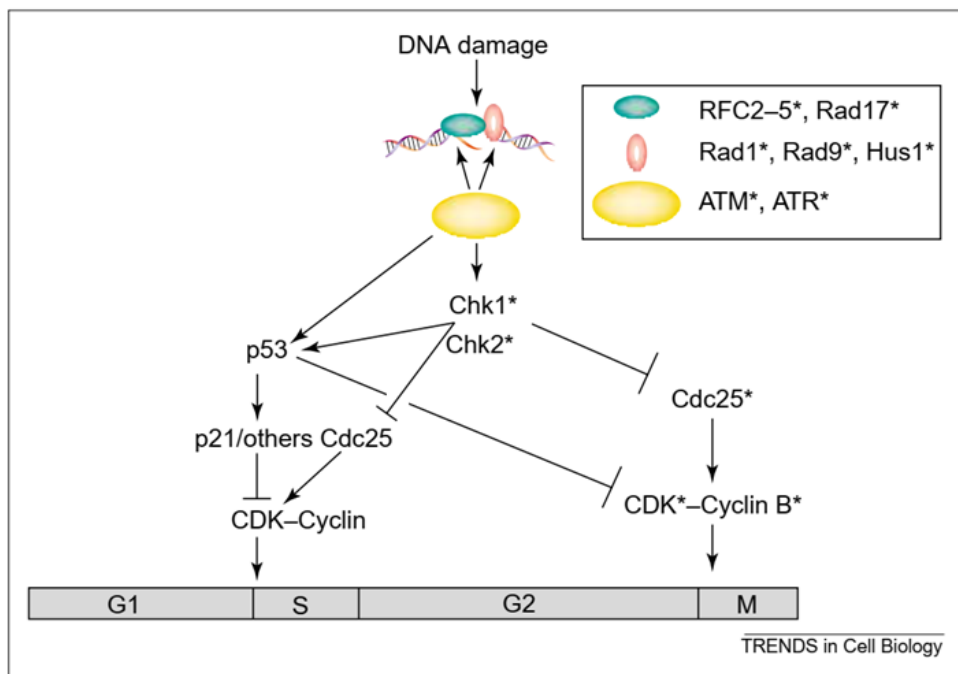 DNA damage
RFC2–5*, Rad17*
Rad1*, Rad9*, Hus1*
ATM*, ATR*
Chk1*
Chk2*
p53
Cdc25*
p21/others Cdc25
CDK*–Cyclin B*
CDK–Cyclin
G1 S G2 M
TRENDS in Cell Biology